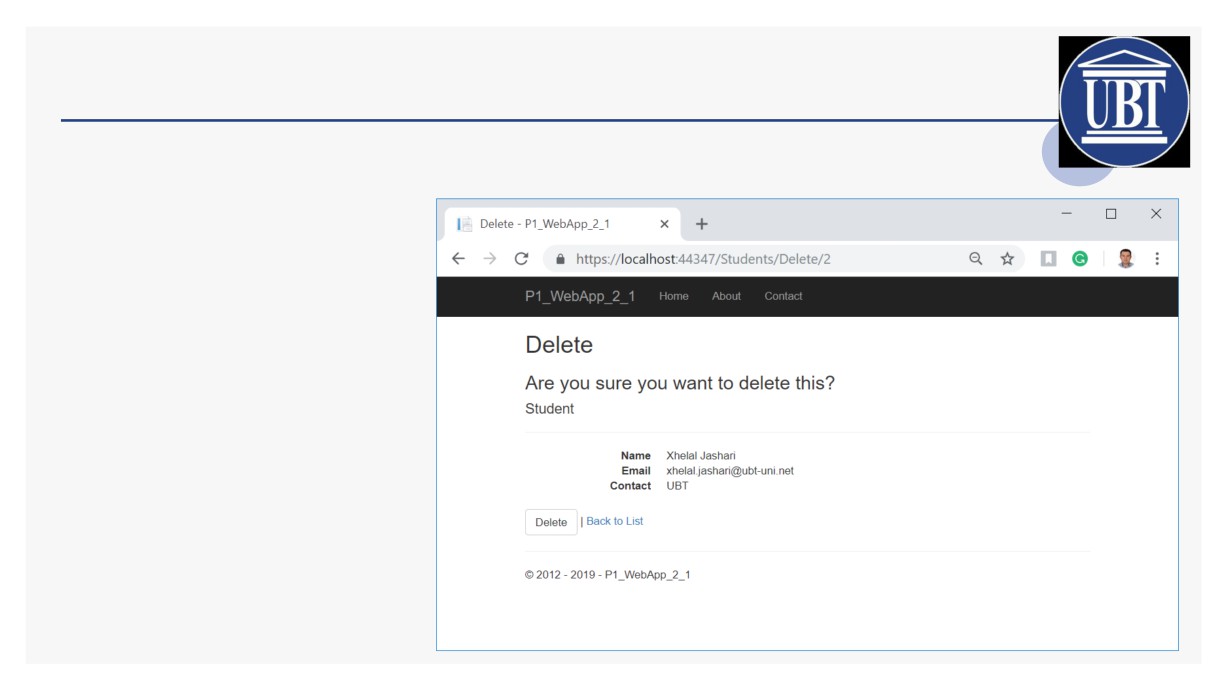 UBT
Delete - P1_WebApp_2_1
https://localhost:44347/Students/Delete/2
P1_WebApp_2_1 Home About Contact
Delete
Are you sure you want to delete this?
Student
Name Xhelal Jashari
Email xhelal.jashari@ubt-uni.net
Contact UBT
Delete | Back to List
© 2012 - 2019 - P1_WebApp_2_1